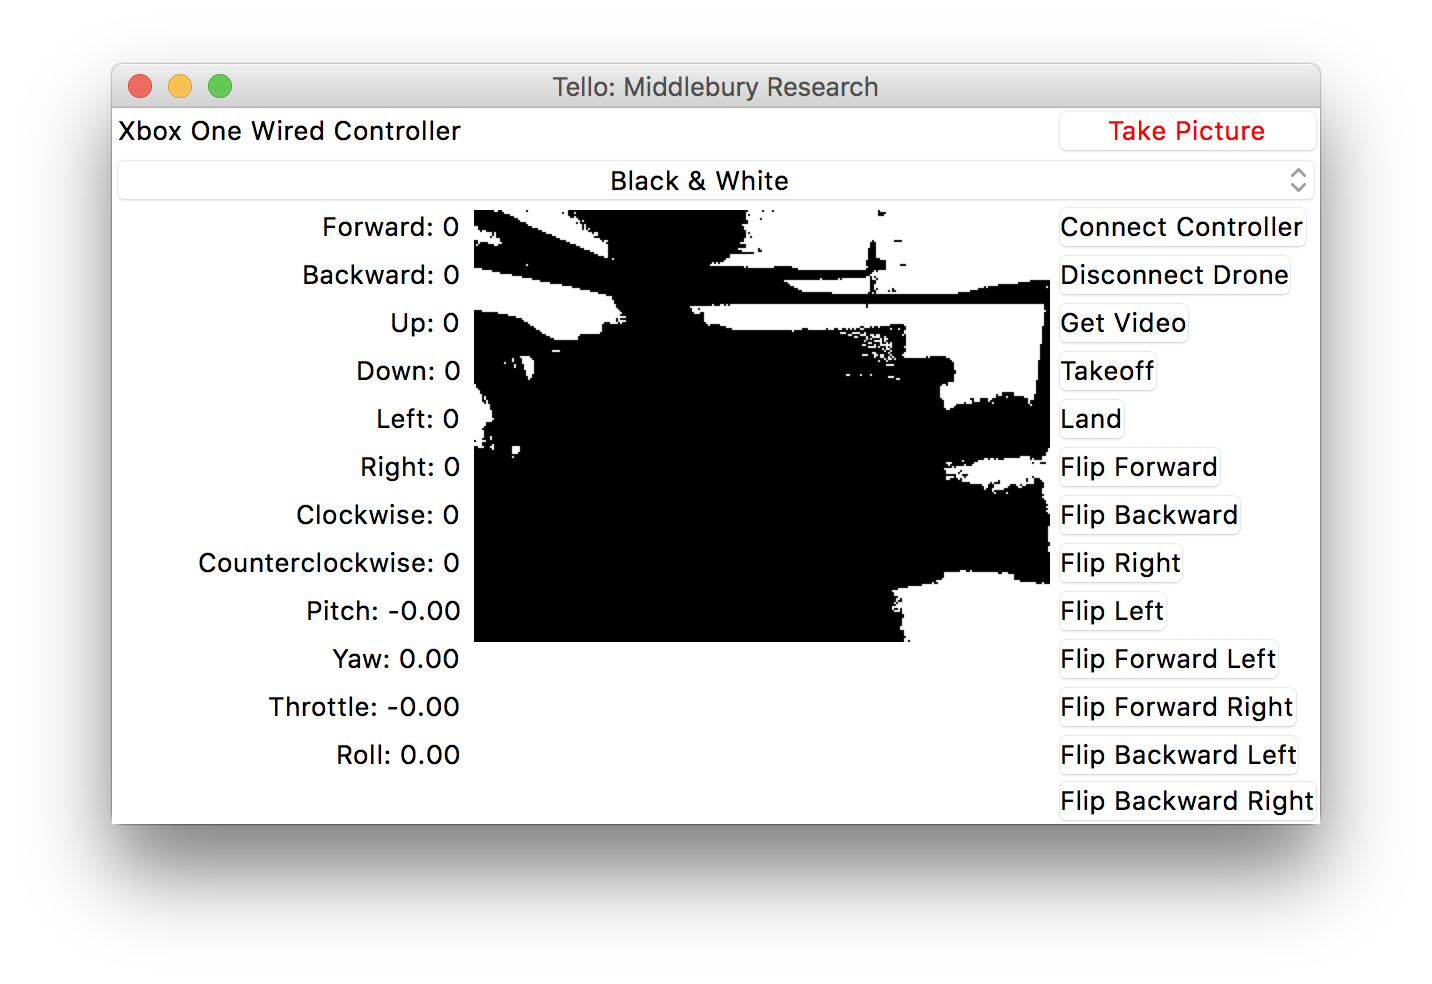 Tello: Middlebury Research
Xbox One Wired Controller
Take Picture
Black & White
Forward: 0
Backward: 0
Up: 0
Down: 0
Left: 0
Right: 0
Clockwise: 0
Counterclockwise: 0
Pitch: -0.00
Yaw: 0.00
Throttle: -0.00
Roll: 0.00
Connect Controller
Disconnect Drone
Get Video
Takeoff
Land
Flip Forward
Flip Backward
Flip Right
Flip Left
Flip Forward Left
Flip Forward Right
Flip Backward Left
Flip Backward Right